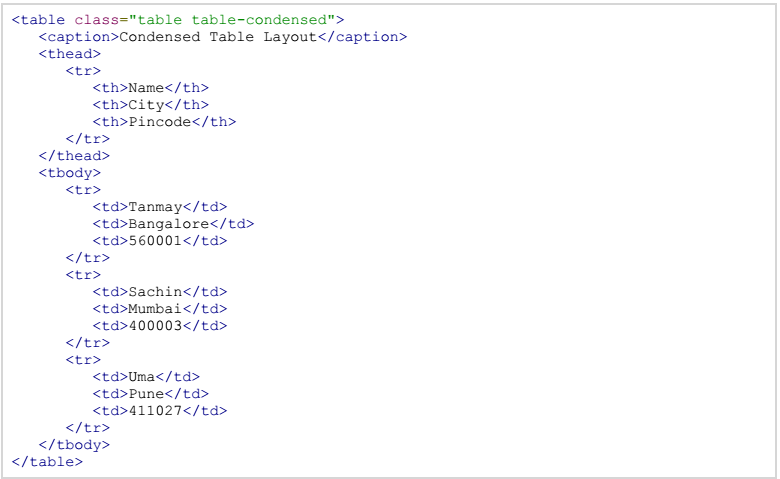 <table class="table table-condensed">
   <caption>Condensed Table Layout</caption>
   <thead>
      <tr>
         <th>Name</th>
         <th>City</th>
         <th>Pincode</th>
      </tr>
   </thead>
   <tbody>
      <tr>
         <td>Tanmay</td>
         <td>Bangalore</td>
         <td>560001</td>
      </tr>
      <tr>
         <td>Sachin</td>
         <td>Mumbai</td>
         <td>400003</td>
      </tr>
      <tr>
         <td>Uma</td>
         <td>Pune</td>
         <td>411027</td>
      </tr>
   </tbody>
</table>